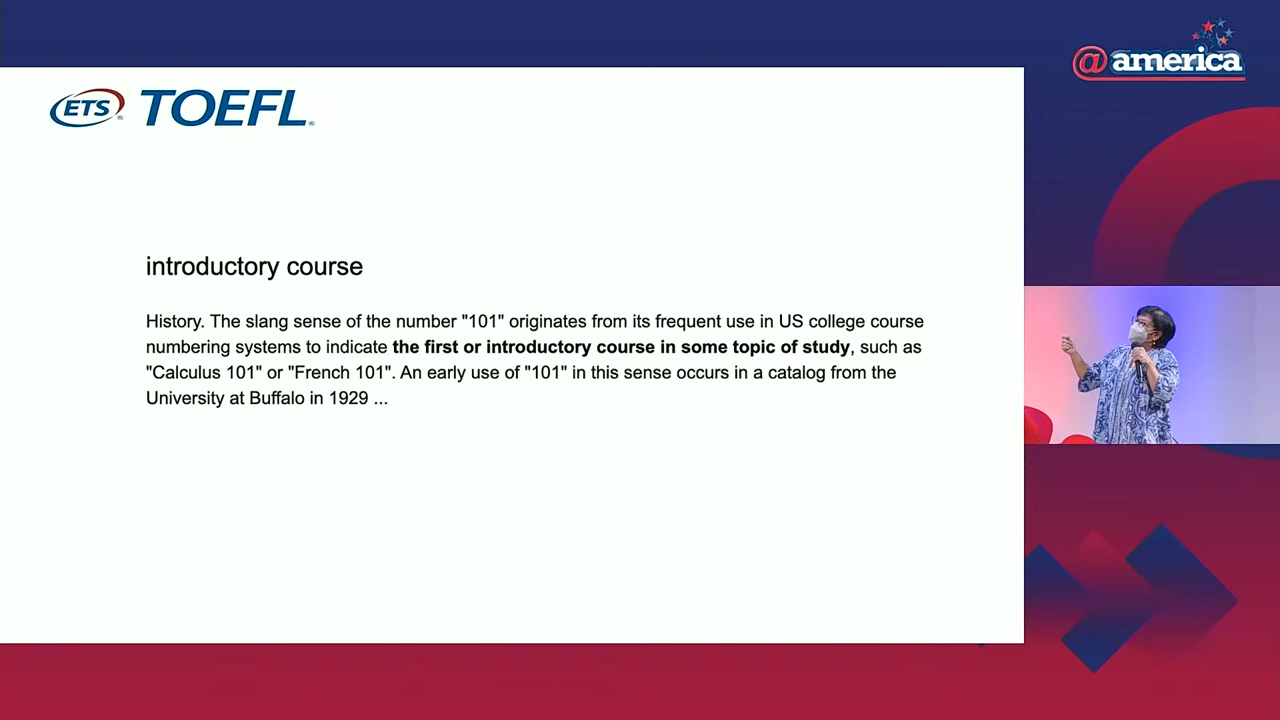 @america
ETS® TOEFL®
introductory course
History. The slang sense of the number "101" originates from its frequent use in US college course
numbering systems to indicate the first or introductory course in some topic of study, such as
"Calculus 101" or "French 101". An early use of "101" in this sense occurs in a catalog from the
University at Buffalo in 1929 ...